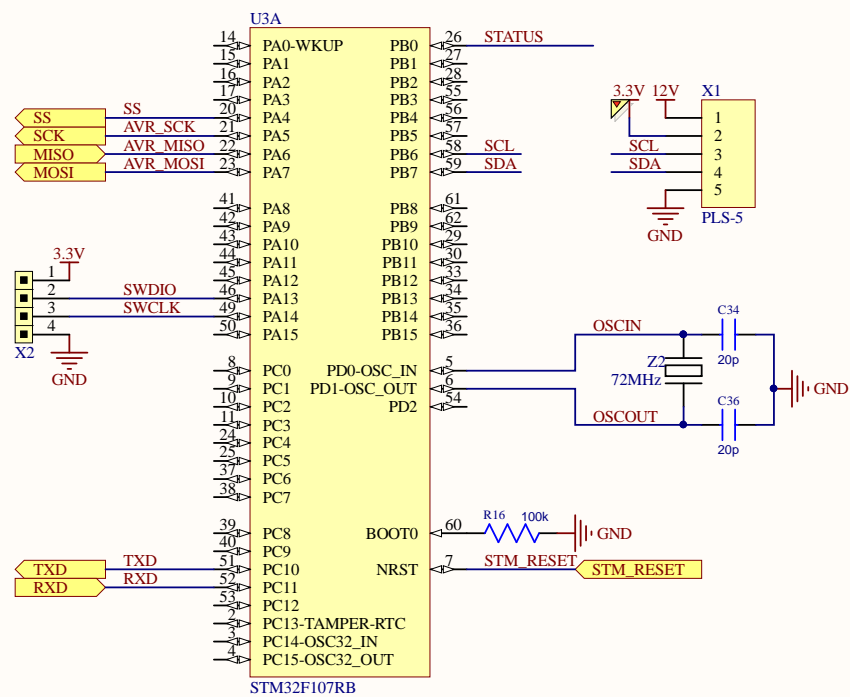 U3A
14 PA0-WKUP PB0 26 STATUS
15 PA1 PB1 27
16 PA2 PB2 28
17 PA3 PB3 55
SS SS 20 PA4 PB4 56
SCK AVR_SCK 21 PA5 PB5 57
MISO AVR_MISO 22 PA6 PB6 58 SCL
MOSI AVR_MOSI 23 PA7 PB7 59 SDA
41 PA8 PB8 61
42 PA9 PB9 62
43 PA10 PB10 29
44 PA11 PB11 30
45 PA12 PB12 33
46 PA13 PB13 34
49 PA14 PB14 35
50 PA15 PB15 36
8 PC0 PD0-OSC_IN 5
9 PC1 PD1-OSC_OUT 6
10 PC2 PD2 54
11 PC3
24 PC4
25 PC5
37 PC6
38 PC7
39 PC8 BOOT0 60
40 PC9
TXD TXD 51 PC10 NRST 7 STM_RESET STM_RESET
RXD RXD 52 PC11
53 PC12
2 PC13-TAMPER-RTC
3 PC14-OSC32_IN
4 PC15-OSC32_OUT
STM32F107RB
3.3V
1
2 SWDIO
3 SWCLK
4
X2
GND
3.3V 12V X1
1
2
SCL 3
SDA 4
5
GND
PLS-5
OSCIN
C34
20p
Z2
72MHz
GND
C36
20p
OSCOUT
R16 100k GND